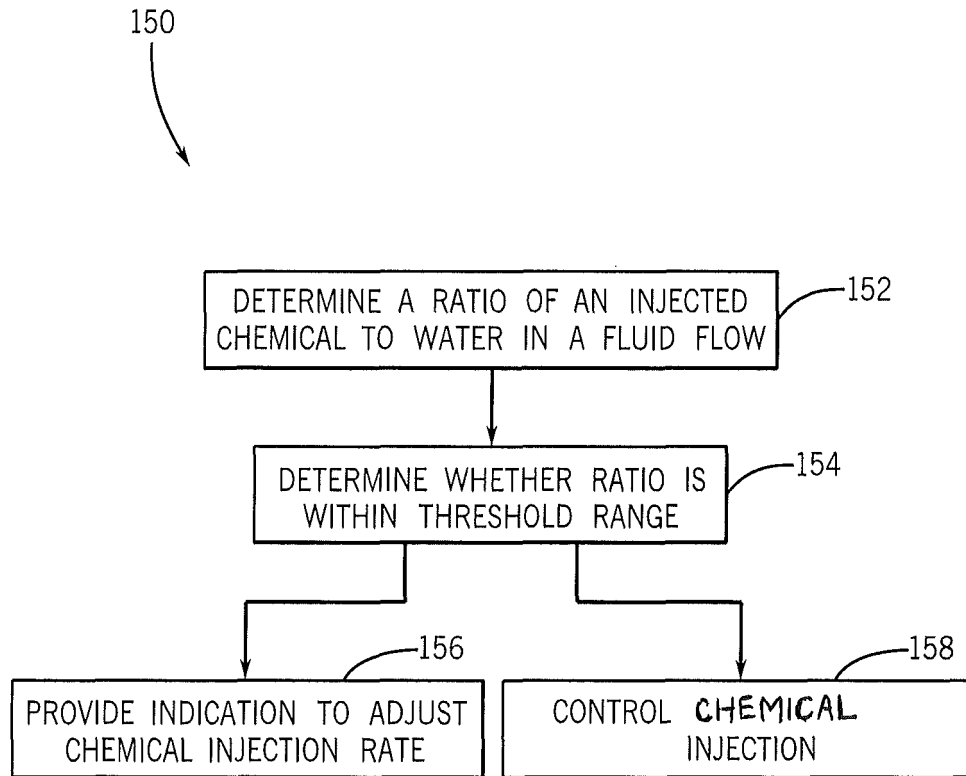 150
DETERMINE A RATIO OF AN INJECTED
CHEMICAL TO WATER IN A FLUID FLOW
152
DETERMINE WHETHER RATIO IS
WITHIN THRESHOLD RANGE
154
PROVIDE INDICATION TO ADJUST
CHEMICAL INJECTION RATE
156
CONTROL CHEMICAL
INJECTION
158